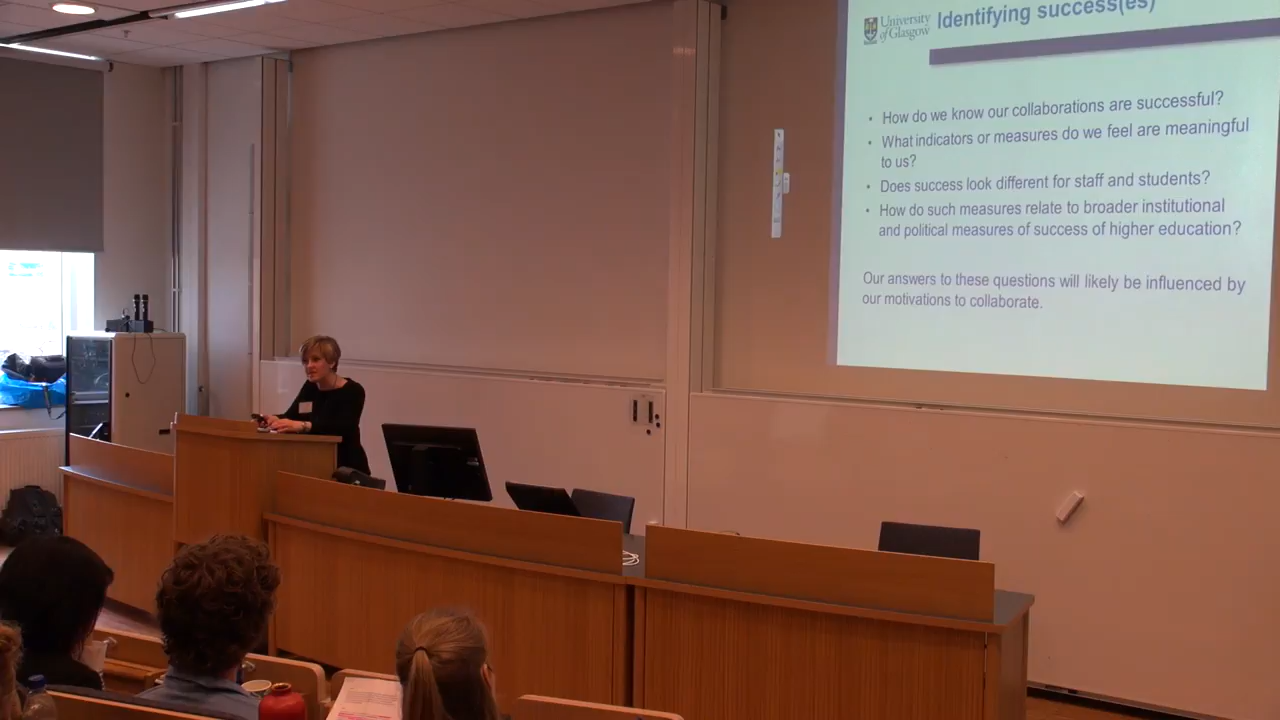 University
of Glasgow
Identifying success(es)
• How do we know our collaborations are successful?
• What indicators or measures do we feel are meaningful
to us?
• Does success look different for staff and students?
• How do such measures relate to broader institutional
and political measures of success of higher education?
Our answers to these questions will likely be influenced by
our motivations to collaborate.